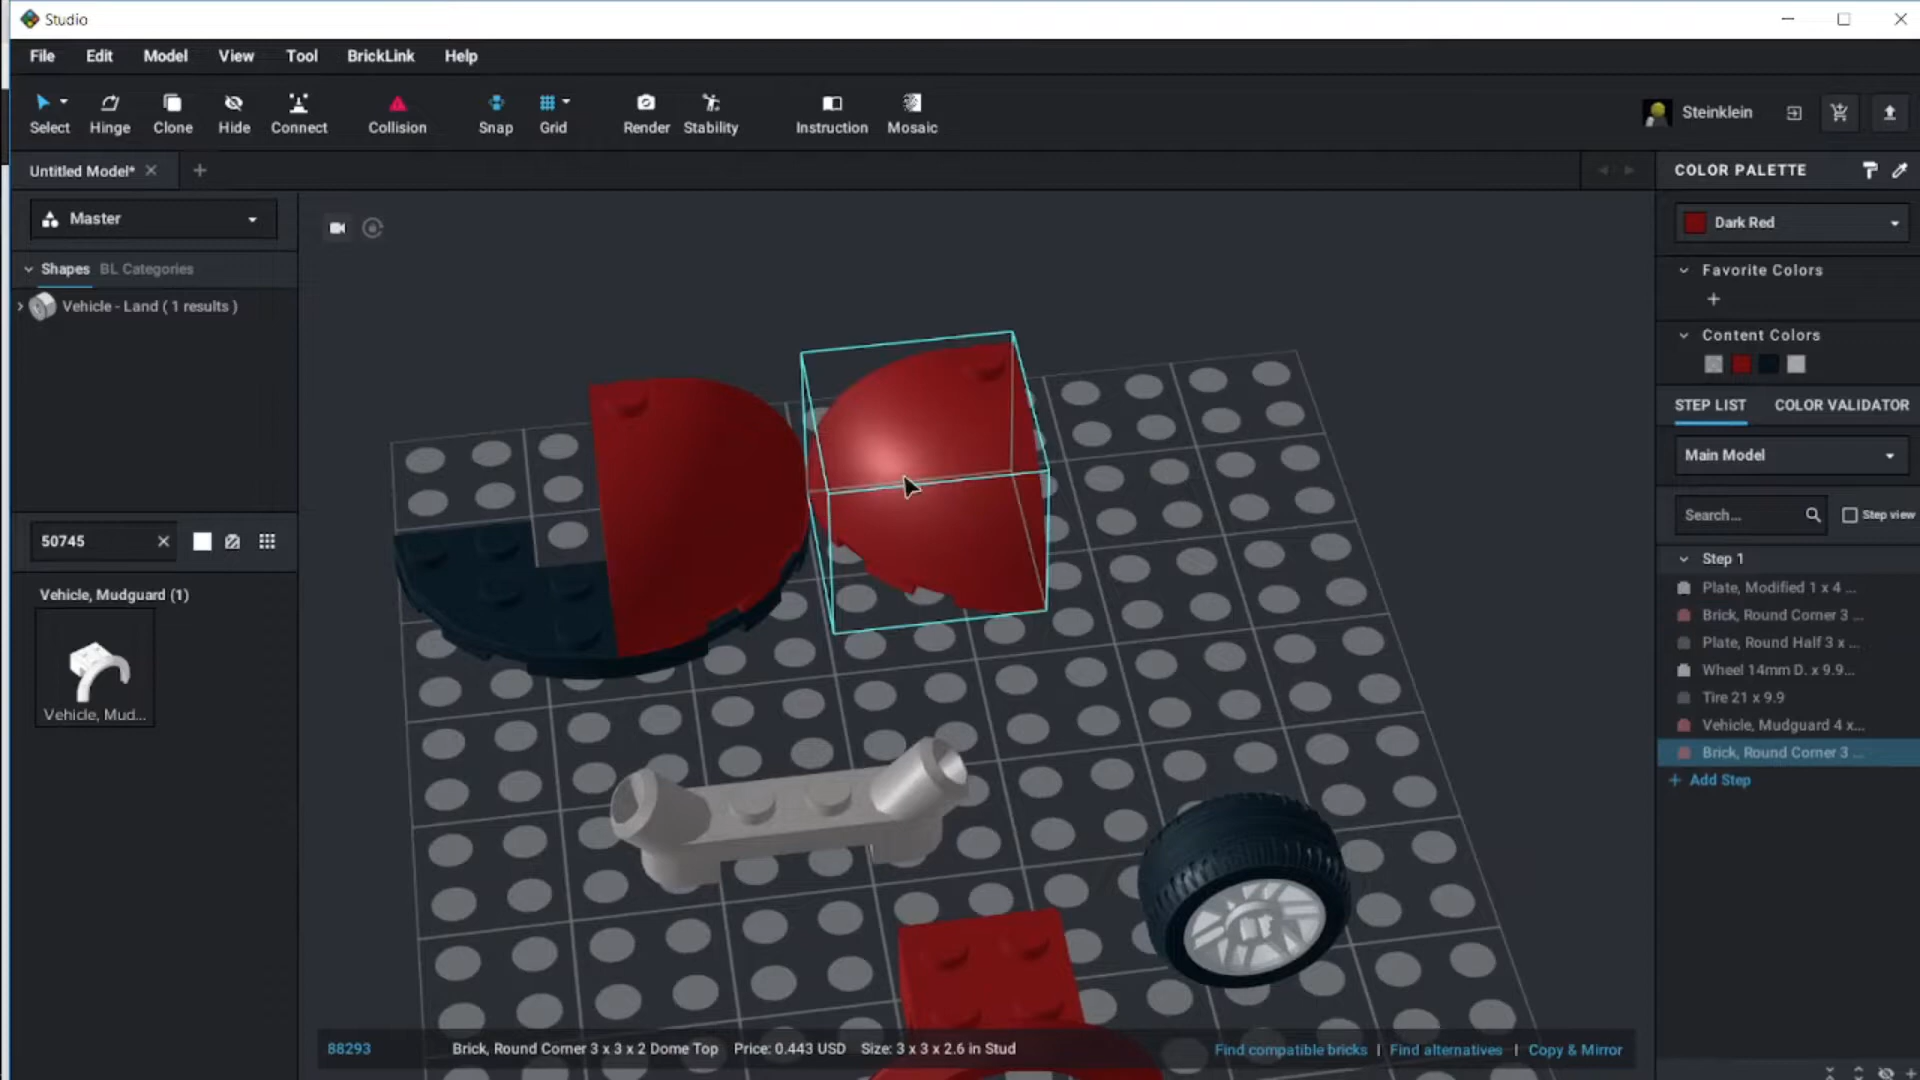 Studio
File Edit Model View Tool BrickLink Help
Select Hinge Clone Hide Connect Collision Snap Grid Render Stability Instruction Mosaic
Steinklein
Untitled Model*
Master
Shapes BL Categories
Vehicle - Land ( 1 results )
50745
Vehicle, Mudguard (1)
Vehicle, Mud...
COLOR PALETTE
Dark Red
Favorite Colors
Content Colors
STEP LIST COLOR VALIDATOR
Main Model
Search... Step view
Step 1
Plate, Modified 1 x 4 ...
Brick, Round Corner 3 ...
Plate, Round Half 3 x ...
Wheel 14mm D. x 9.9...
Tire 21 x 9.9
Vehicle, Mudguard 4 x...
Brick, Round Corner 3 ...
+ Add Step
88293 Brick, Round Corner 3 x 3 x 2 Dome Top Price: 0.443 USD Size: 3 x 3 x 2.6 in Stud Find compatible bricks | Find alternatives | Copy & Mirror